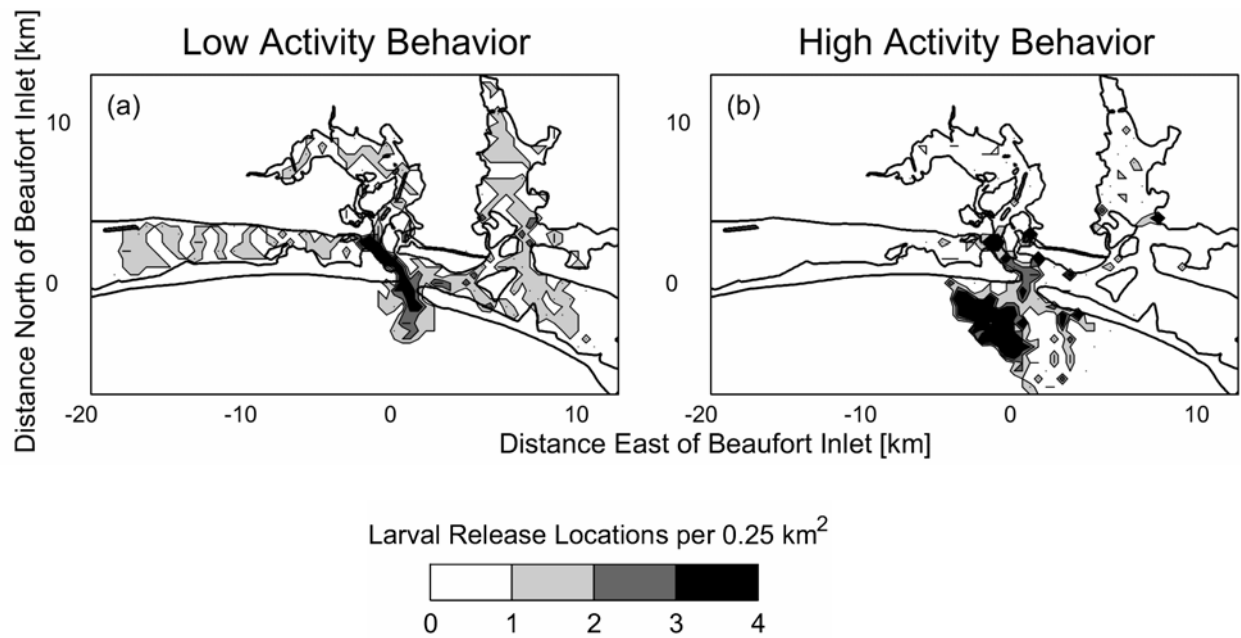 Low Activity Behavior
High Activity Behavior
Distance North of Beaufort Inlet [km]
(a)
(b)
10
10
0
0
-20
-10
0
10
-20
-10
0
10
Distance East of Beaufort Inlet [km]
Larval Release Locations per 0.25 km²
0
1
2
3
4